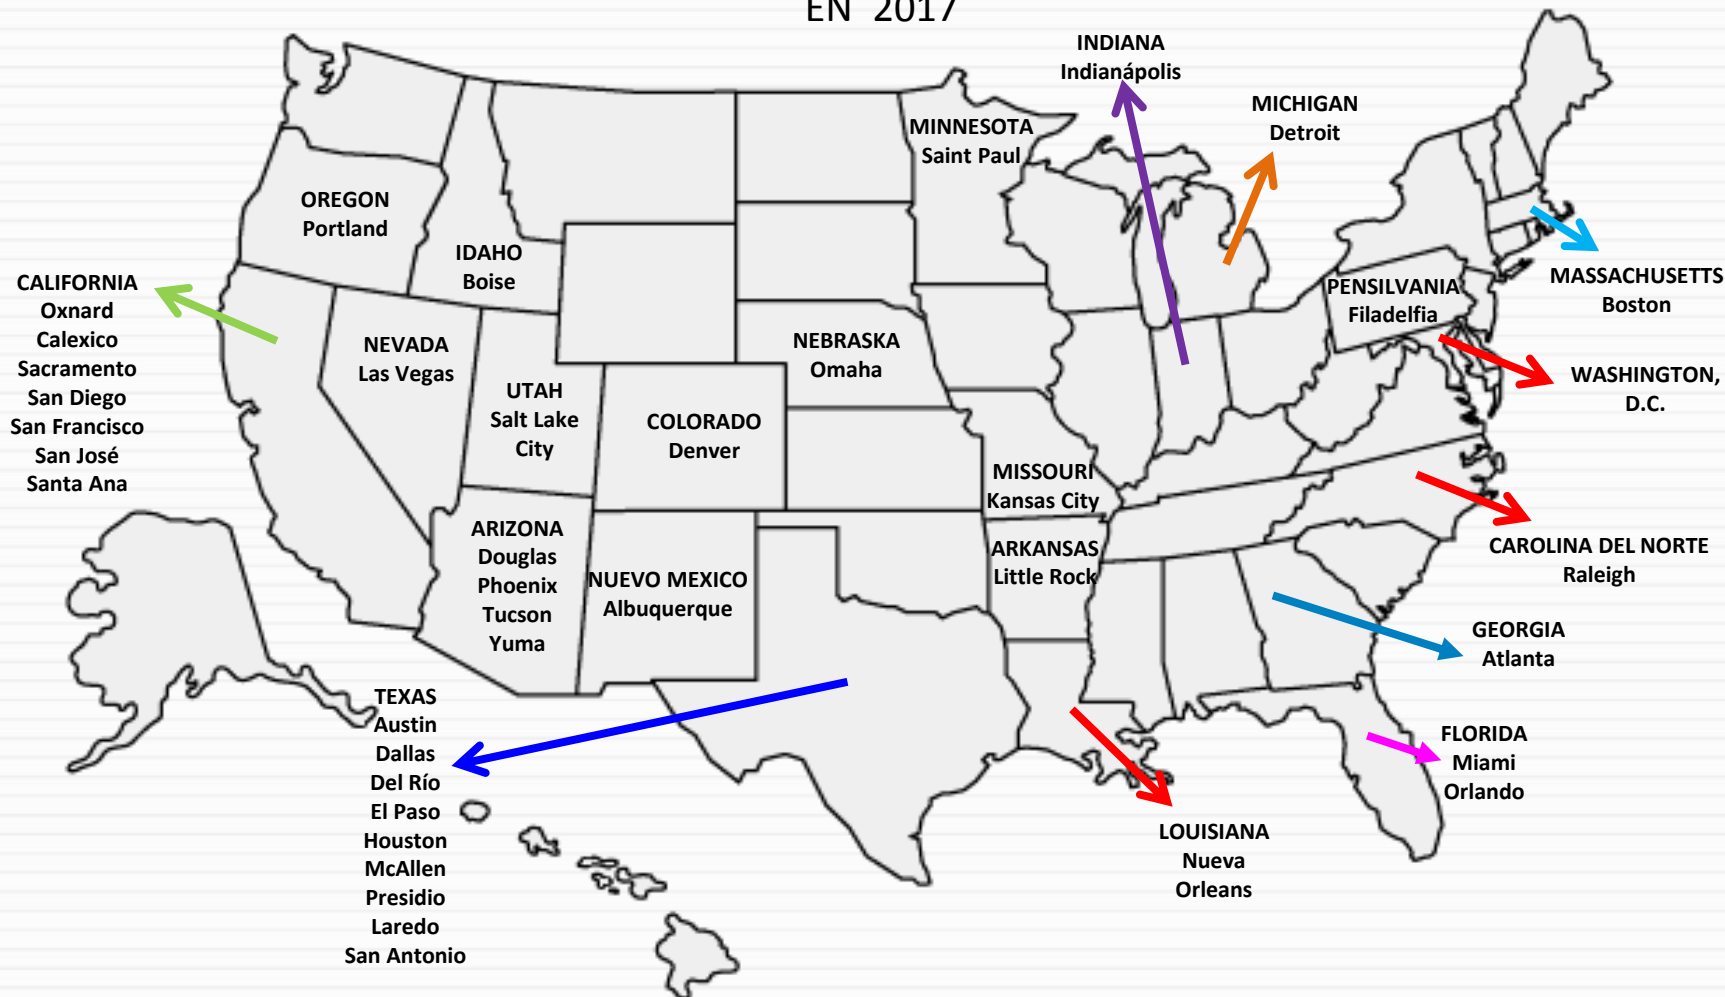 EN 2017
INDIANA
Indianápolis
MICHIGAN
Detroit
MINNESOTA
Saint Paul
OREGON
Portland
IDAHO
Boise
CALIFORNIA
Oxnard
Calexico
Sacramento
San Diego
San Francisco
San José
Santa Ana
NEVADA
Las Vegas
UTAH
Salt Lake
City
COLORADO
Denver
NEBRASKA
Omaha
PENSILVANIA
Filadelfia
MASSACHUSETTS
Boston
WASHINGTON,
D.C.
MISSOURI
Kansas City
ARKANSAS
Little Rock
ARIZONA
Douglas
Phoenix
Tucson
Yuma
NUEVO MEXICO
Albuquerque
CAROLINA DEL NORTE
Raleigh
GEORGIA
Atlanta
FLORIDA
Miami
Orlando
LOUISIANA
Nueva
Orleans
TEXAS
Austin
Dallas
Del Río
El Paso
Houston
McAllen
Presidio
Laredo
San Antonio